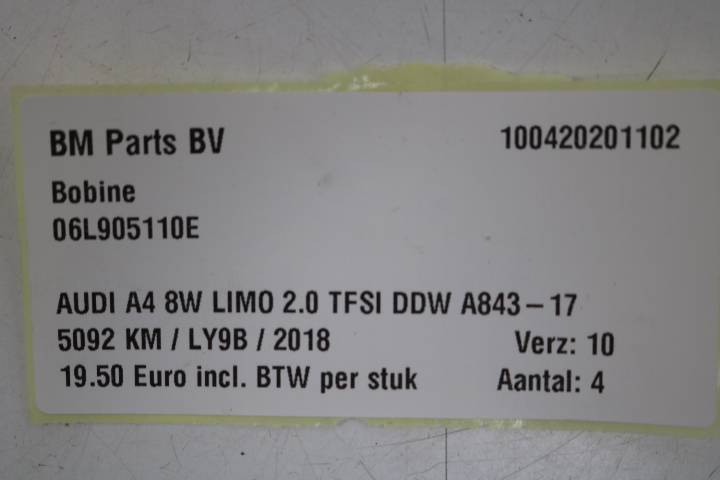 BM Parts BV 100420201102
Bobine
06L905110E
AUDI A4 8W LIMO 2.0 TFSI DDW A843-17
5092 KM / LY9B / 2018 Verz: 10
19.50 Euro incl. BTW per stuk Aantal: 4